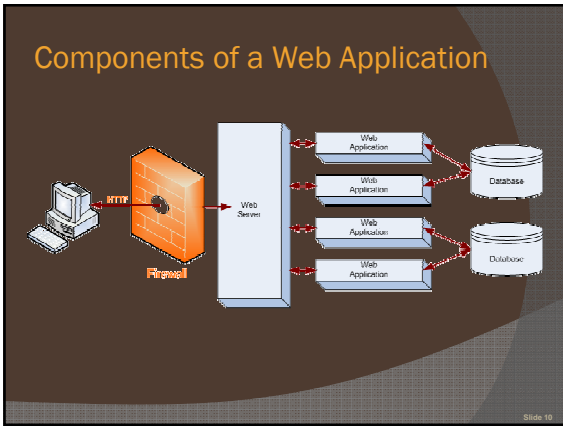 Components of a Web Application
HTTP
Firewall
Web
Server
Web
Application
Web
Application
Web
Application
Web
Application
Database
Database
Slide 10